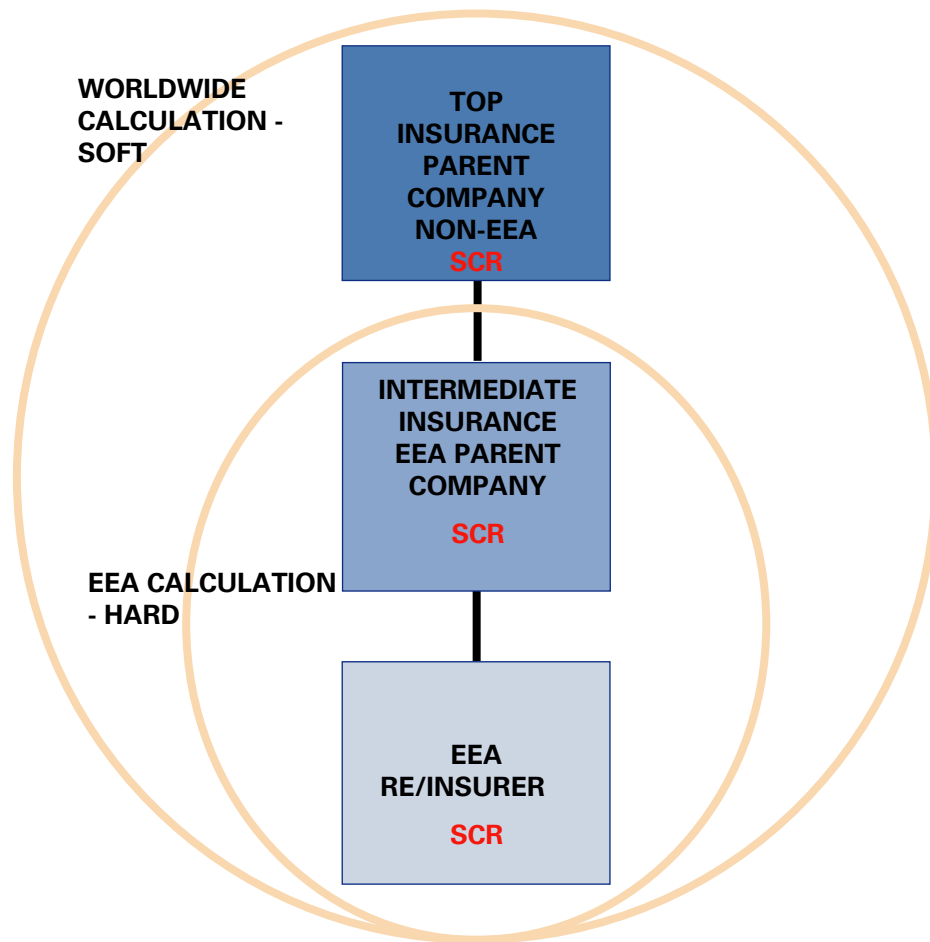 WORLDWIDE
CALCULATION -
SOFT
TOP
INSURANCE
PARENT
COMPANY
NON-EEA
SCR
INTERMEDIATE
INSURANCE
EEA PARENT
COMPANY
SCR
EEA CALCULATION
- HARD
EEA
RE/INSURER
SCR